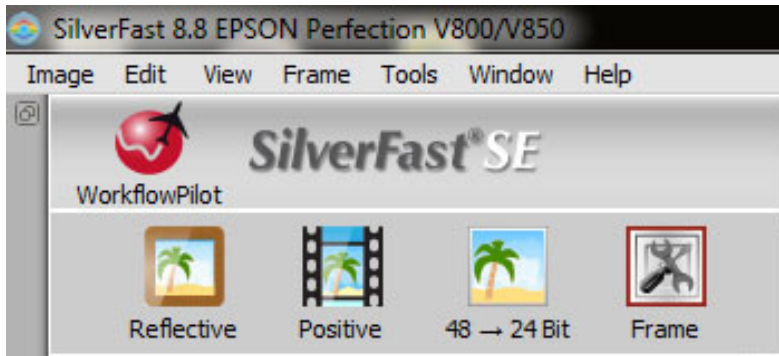 SilverFast 8.8 EPSON Perfection V800/V850
Image Edit View Frame Tools Window Help
SilverFast® SE
WorkflowPilot
Reflective Positive 48 → 24 Bit Frame